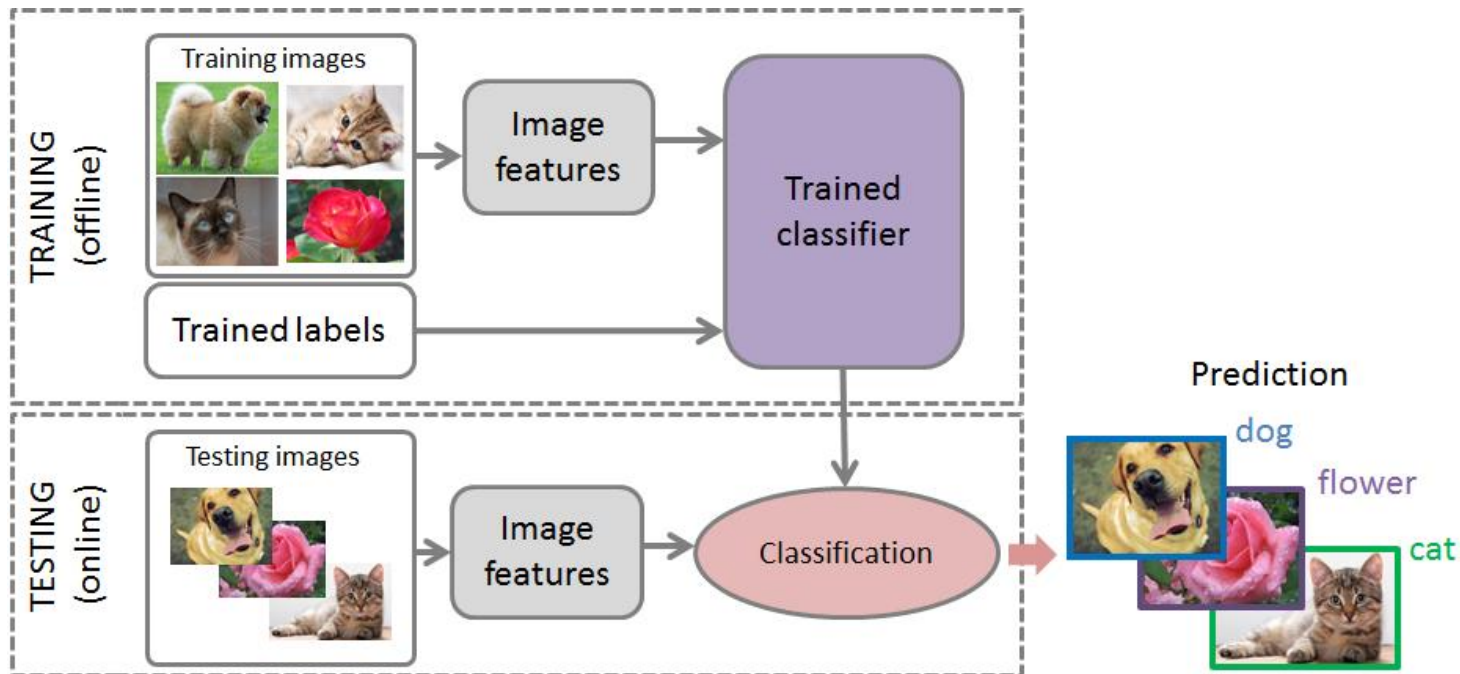 TRAINING
(offline)
Training images
Image
features
Trained
classifier
Trained labels
TESTING
(online)
Testing images
Image
features
Classification
Prediction
dog
flower
cat